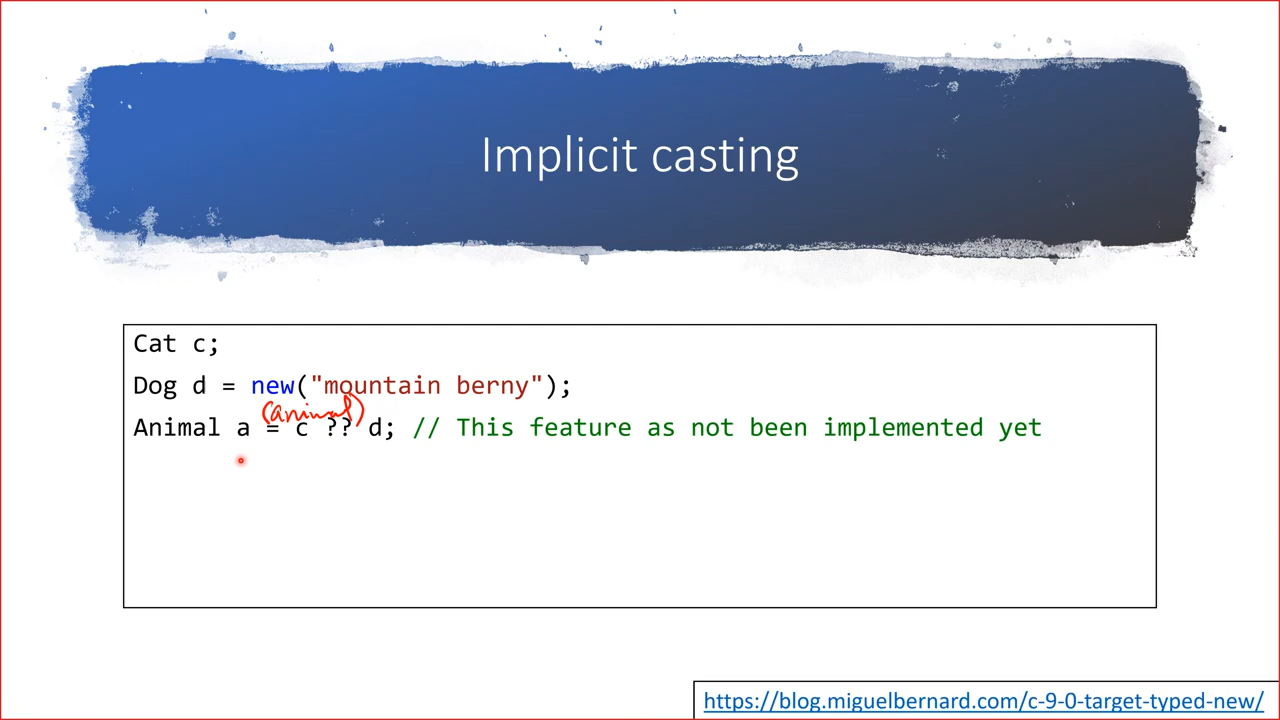 Implicit casting
Cat c;
Dog d = new("mountain berny");
(animal)
Animal a = c ?? d; // This feature as not been implemented yet
https://blog.miguelbernard.com/c-9-0-target-typed-new/